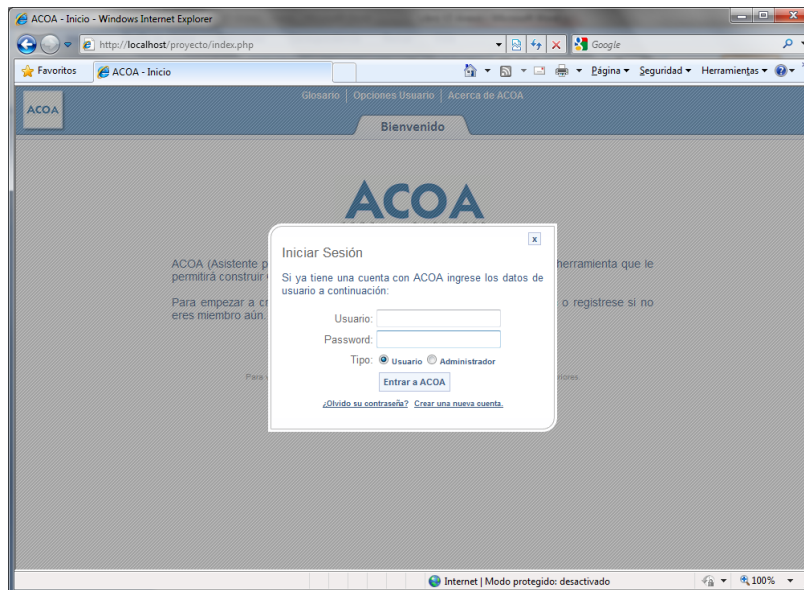 ACOA - Inicio - Windows Internet Explorer
http://localhost/proyecto/index.php
Google
Favoritos
ACOA - Inicio
Página
Seguridad
Herramientas
ACOA
Glosario | Opciones Usuario | Acerca de ACOA
Bienvenido
ACOA
ACOA (Asistente p
herramienta que le
permitirá construir
Para empezar a cr
o registrese si no
eres miembro aún.
Para
Iniciar Sesión
x
Si ya tiene una cuenta con ACOA ingrese los datos de
usuario a continuación:
Usuario:
Password:
Tipo: Usuario Administrador
Entrar a ACOA
¿Olvido su contraseña? Crear una nueva cuenta.
Internet | Modo protegido: desactivado
100%